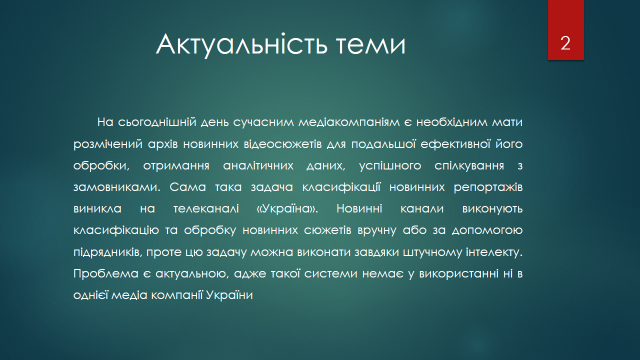 Актуальність теми
2
На сьогоднішній день сучасним медіакомпаніям є необхідним мати
розмічений архів новинних відеосюжетів для подальшої ефективної його
обробки, отримання аналітичних даних, успішного спілкування з
замовниками. Сама така задача класифікації новинних репортажів
виникла на телеканалі «Україна». Новинні канали виконують
класифікацію та обробку новинних сюжетів вручну або за допомогою
підрядників, проте цю задачу можна виконати завдяки штучному інтелекту.
Проблема є актуальною, адже такої системи немає у використанні ні в
однієї медіа компанії України